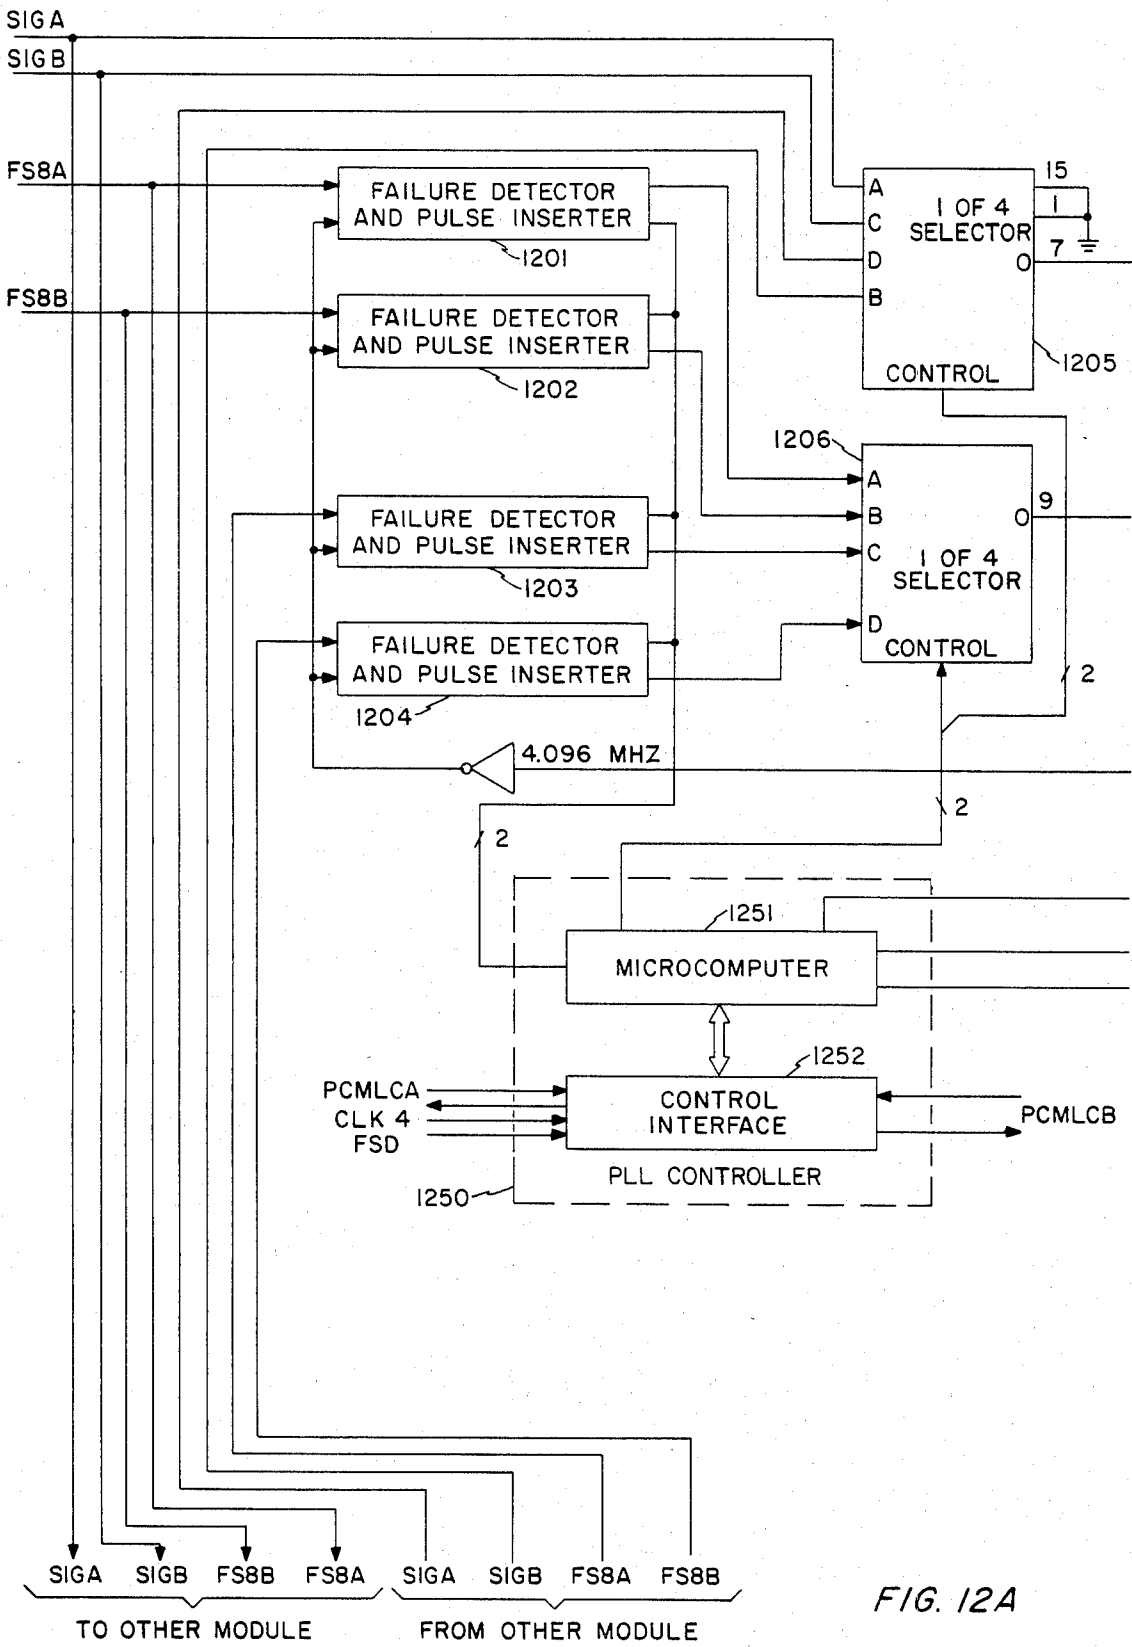 SIGA
SIGB
FS8A
FS8B
FAILURE DETECTOR
AND PULSE INSERTER
1201
FAILURE DETECTOR
AND PULSE INSERTER
1202
FAILURE DETECTOR
AND PULSE INSERTER
1203
FAILURE DETECTOR
AND PULSE INSERTER
1204
A
C
D
B
1 OF 4
SELECTOR
O
CONTROL
15
1
7
1205
1206
A
B
C
D
O
9
1 OF 4
SELECTOR
CONTROL
2
4.096 MHZ
2
2
1251
MICROCOMPUTER
1252
CONTROL
INTERFACE
PCMLCA
CLK 4
FSD
PCMLCB
PLL CONTROLLER
1250
SIGA SIGB FS8B FS8A SIGA SIGB FS8A FS8B
TO OTHER MODULE FROM OTHER MODULE
FIG. 12A